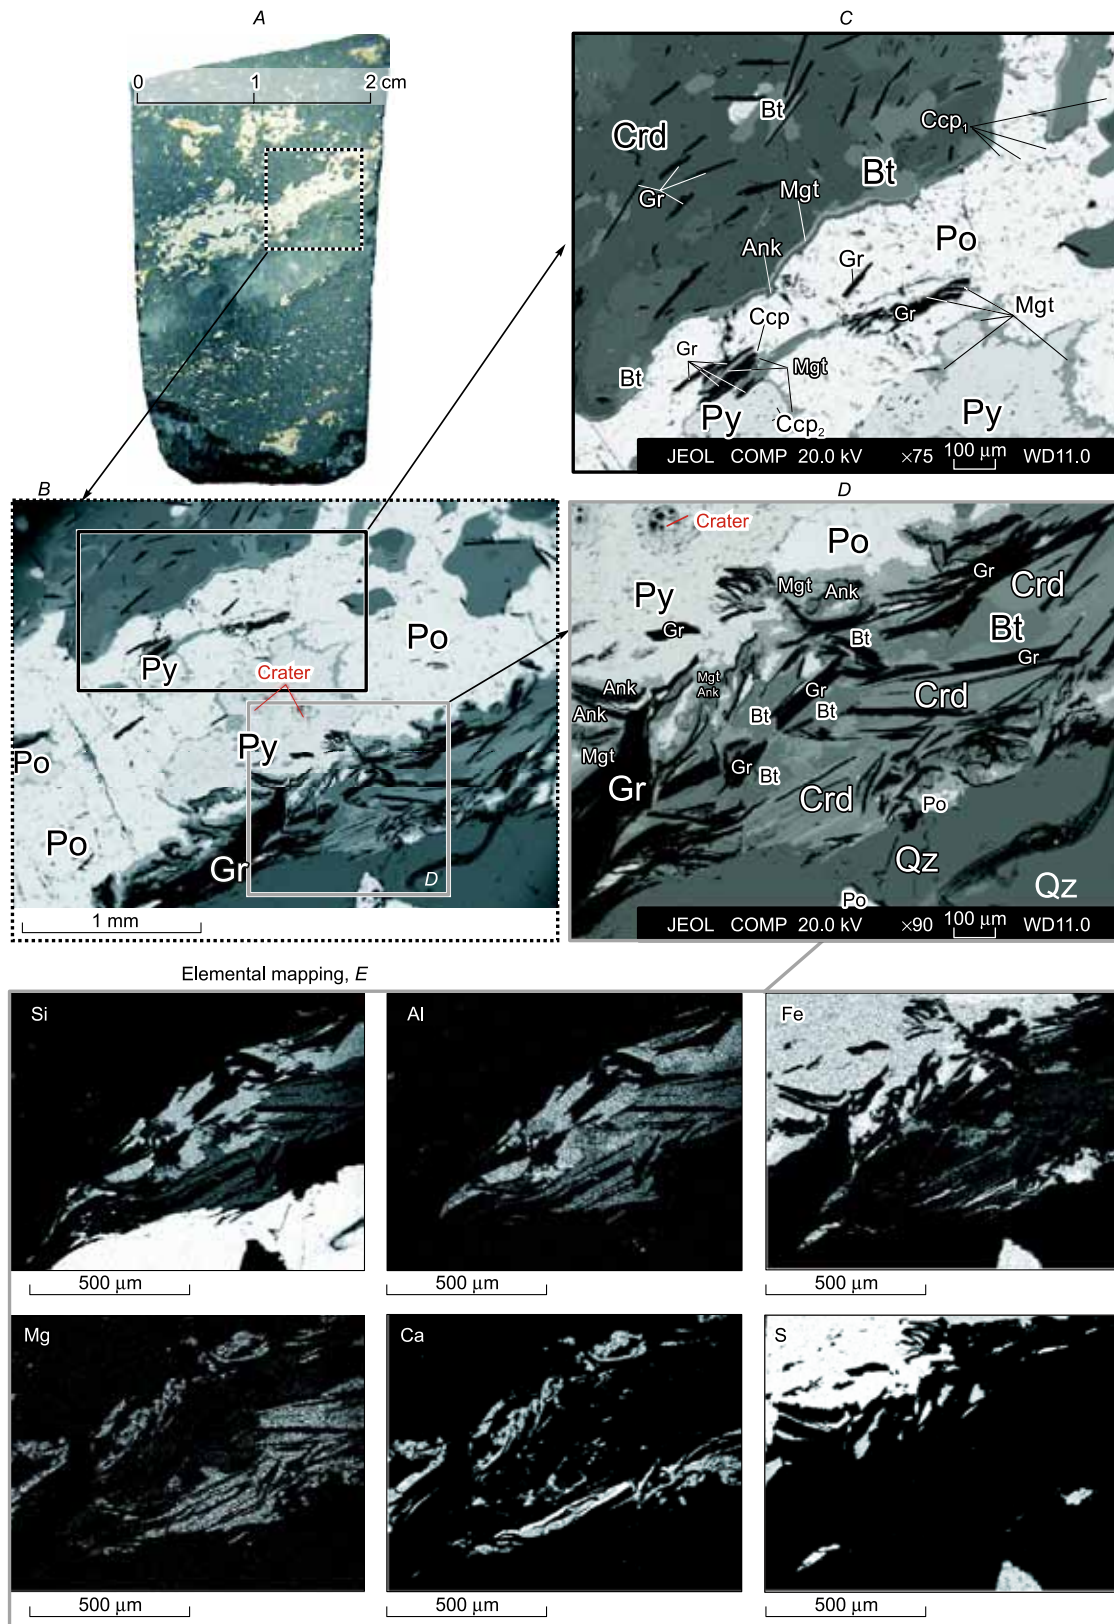 A
0 1 2 cm
C
Crd
Bt
Ccp1
Bt
Gr
Mgt
Po
Ank
Gr
Ccp
Gr
Mgt
Gr
Mgt
Bt
Py
Ccp2
Py
JEOL COMP 20.0 kV ×75 100 µm WD11.0
B
Po
Py
Crater
Py
Po
Po
Gr
D
1 mm
D
Crater
Po
Gr
Crd
Mgt
Ank
Py
Gr
Bt
Bt
Gr
Ank
Mgt
Ank
Gr
Crd
Ank
Bt
Bt
Mgt
Gr
Bt
Gr
Crd
Po
Qz
Qz
Po
JEOL COMP 20.0 kV ×90 100 µm WD11.0
Elemental mapping, E
Si
Al
Fe
500 µm
500 µm
500 µm
Mg
Ca
S
500 µm
500 µm
500 µm